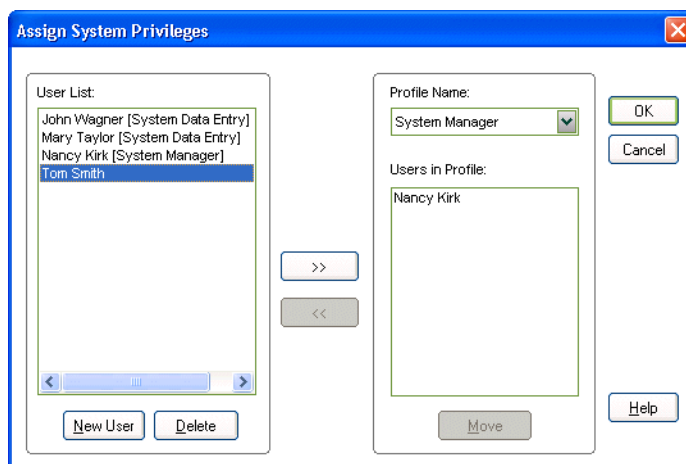 Assign System Privileges
User List:
John Wagner [System Data Entry]
Mary Taylor [System Data Entry]
Nancy Kirk [System Manager]
Tom Smith
New User
Delete
>>
<<
Profile Name:
System Manager
Users in Profile:
Nancy Kirk
Move
OK
Cancel
Help